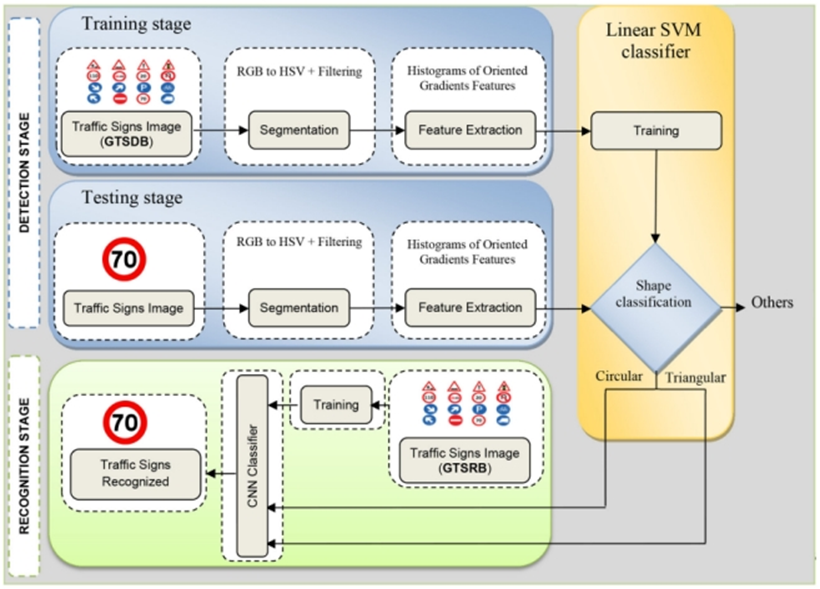 Training stage
Traffic Signs Image
(GTSDB)
RGB to HSV + Filtering
Segmentation
Histograms of Oriented
Gradients Features
Feature Extraction
Linear SVM
classifier
Training
DETECTION STAGE
Testing stage
70
Traffic Signs Image
RGB to HSV + Filtering
Segmentation
Histograms of Oriented
Gradients Features
Feature Extraction
Shape
classification
Others
Circular
Triangular
RECOGNITION STAGE
70
Traffic Signs
Recognized
CNN Classifier
Training
Traffic Signs Image
(GTSRB)